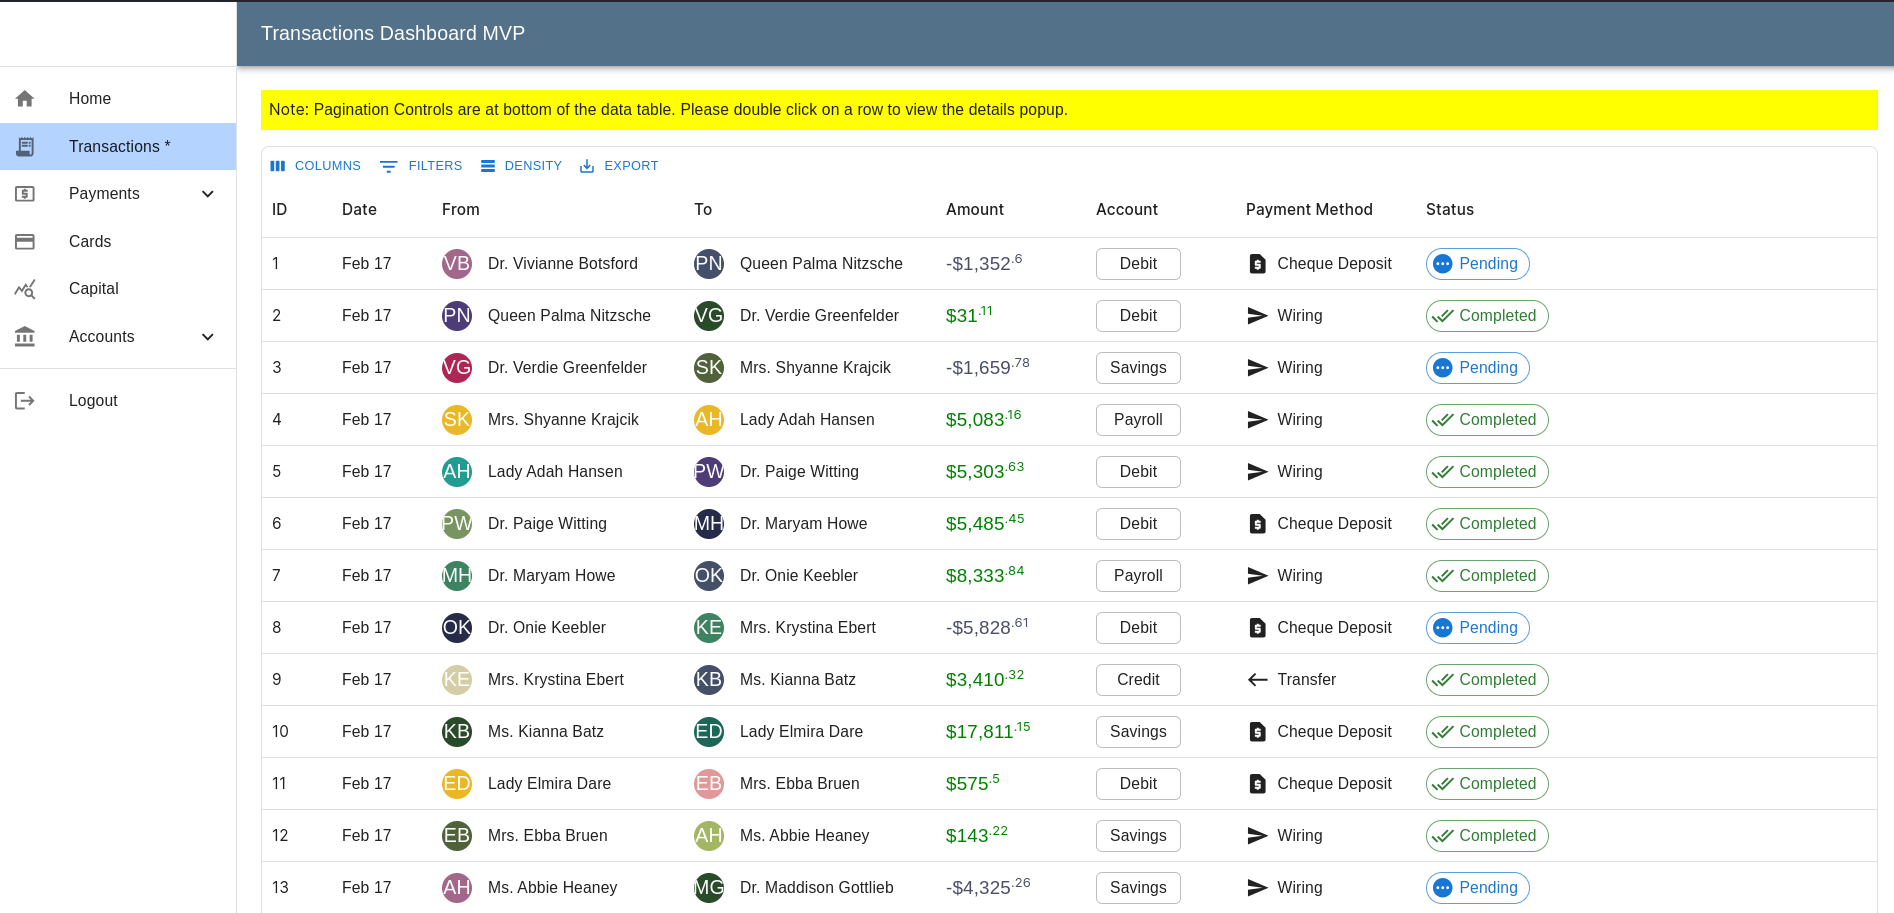 Transactions Dashboard MVP
Home
Transactions *
Payments
Cards
Capital
Accounts
Logout
Note: Pagination Controls are at bottom of the data table. Please double click on a row to view the details popup.
COLUMNS FILTERS DENSITY EXPORT
ID Date From To Amount Account Payment Method Status
1 Feb 17 VB Dr. Vivianne Botsford PN Queen Palma Nitzsche -$1,352.6 Debit Cheque Deposit Pending
2 Feb 17 PN Queen Palma Nitzsche VG Dr. Verdie Greenfelder $31.11 Debit Wiring Completed
3 Feb 17 VG Dr. Verdie Greenfelder SK Mrs. Shyanne Krajcik -$1,659.78 Savings Wiring Pending
4 Feb 17 SK Mrs. Shyanne Krajcik AH Lady Adah Hansen $5,083.16 Payroll Wiring Completed
5 Feb 17 AH Lady Adah Hansen PW Dr. Paige Witting $5,303.63 Debit Wiring Completed
6 Feb 17 PW Dr. Paige Witting MH Dr. Maryam Howe $5,485.45 Debit Cheque Deposit Completed
7 Feb 17 MH Dr. Maryam Howe OK Dr. Onie Keebler $8,333.84 Payroll Wiring Completed
8 Feb 17 OK Dr. Onie Keebler KE Mrs. Krystina Ebert -$5,828.61 Debit Cheque Deposit Pending
9 Feb 17 KE Mrs. Krystina Ebert KB Ms. Kianna Batz $3,410.32 Credit Transfer Completed
10 Feb 17 KB Ms. Kianna Batz ED Lady Elmira Dare $17,811.15 Savings Cheque Deposit Completed
11 Feb 17 ED Lady Elmira Dare EB Mrs. Ebba Bruen $575.5 Debit Cheque Deposit Completed
12 Feb 17 EB Mrs. Ebba Bruen AH Ms. Abbie Heaney $143.22 Savings Wiring Completed
13 Feb 17 AH Ms. Abbie Heaney MG Dr. Maddison Gottlieb -$4,325.26 Savings Wiring Pending